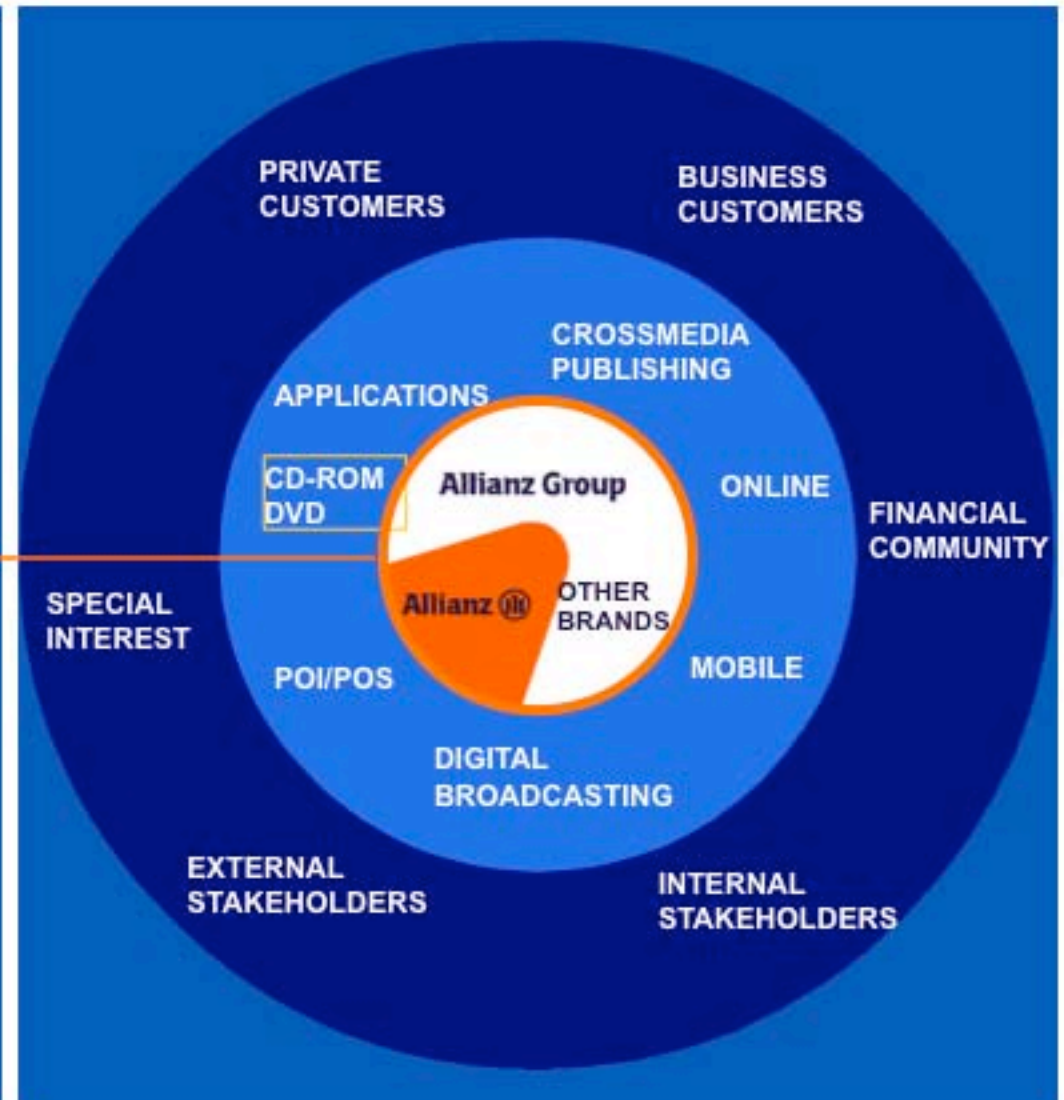 PRIVATE
CUSTOMERS
BUSINESS
CUSTOMERS
CROSSMEDIA
PUBLISHING
APPLICATIONS
CD-ROM
DVD
Allianz Group
ONLINE
FINANCIAL
COMMUNITY
SPECIAL
INTEREST
Allianz
OTHER
BRANDS
POI/POS
MOBILE
DIGITAL
BROADCASTING
EXTERNAL
STAKEHOLDERS
INTERNAL
STAKEHOLDERS